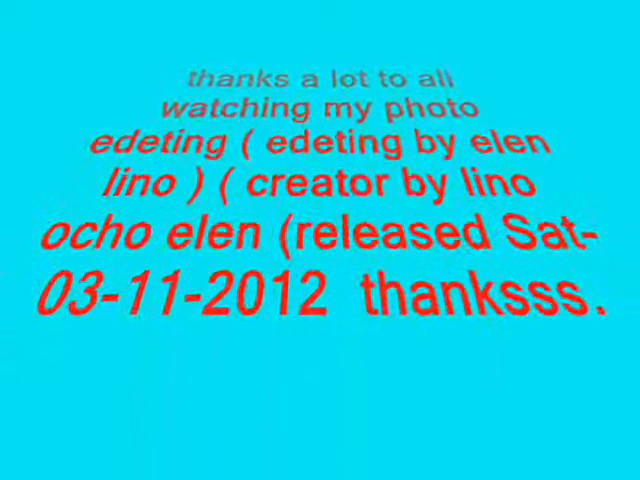 thanks a lot to all
watching my photo
edeting ( edeting by elen
lino ) ( creator by lino
ocho elen (released Sat-
03-11-2012 thanksss.